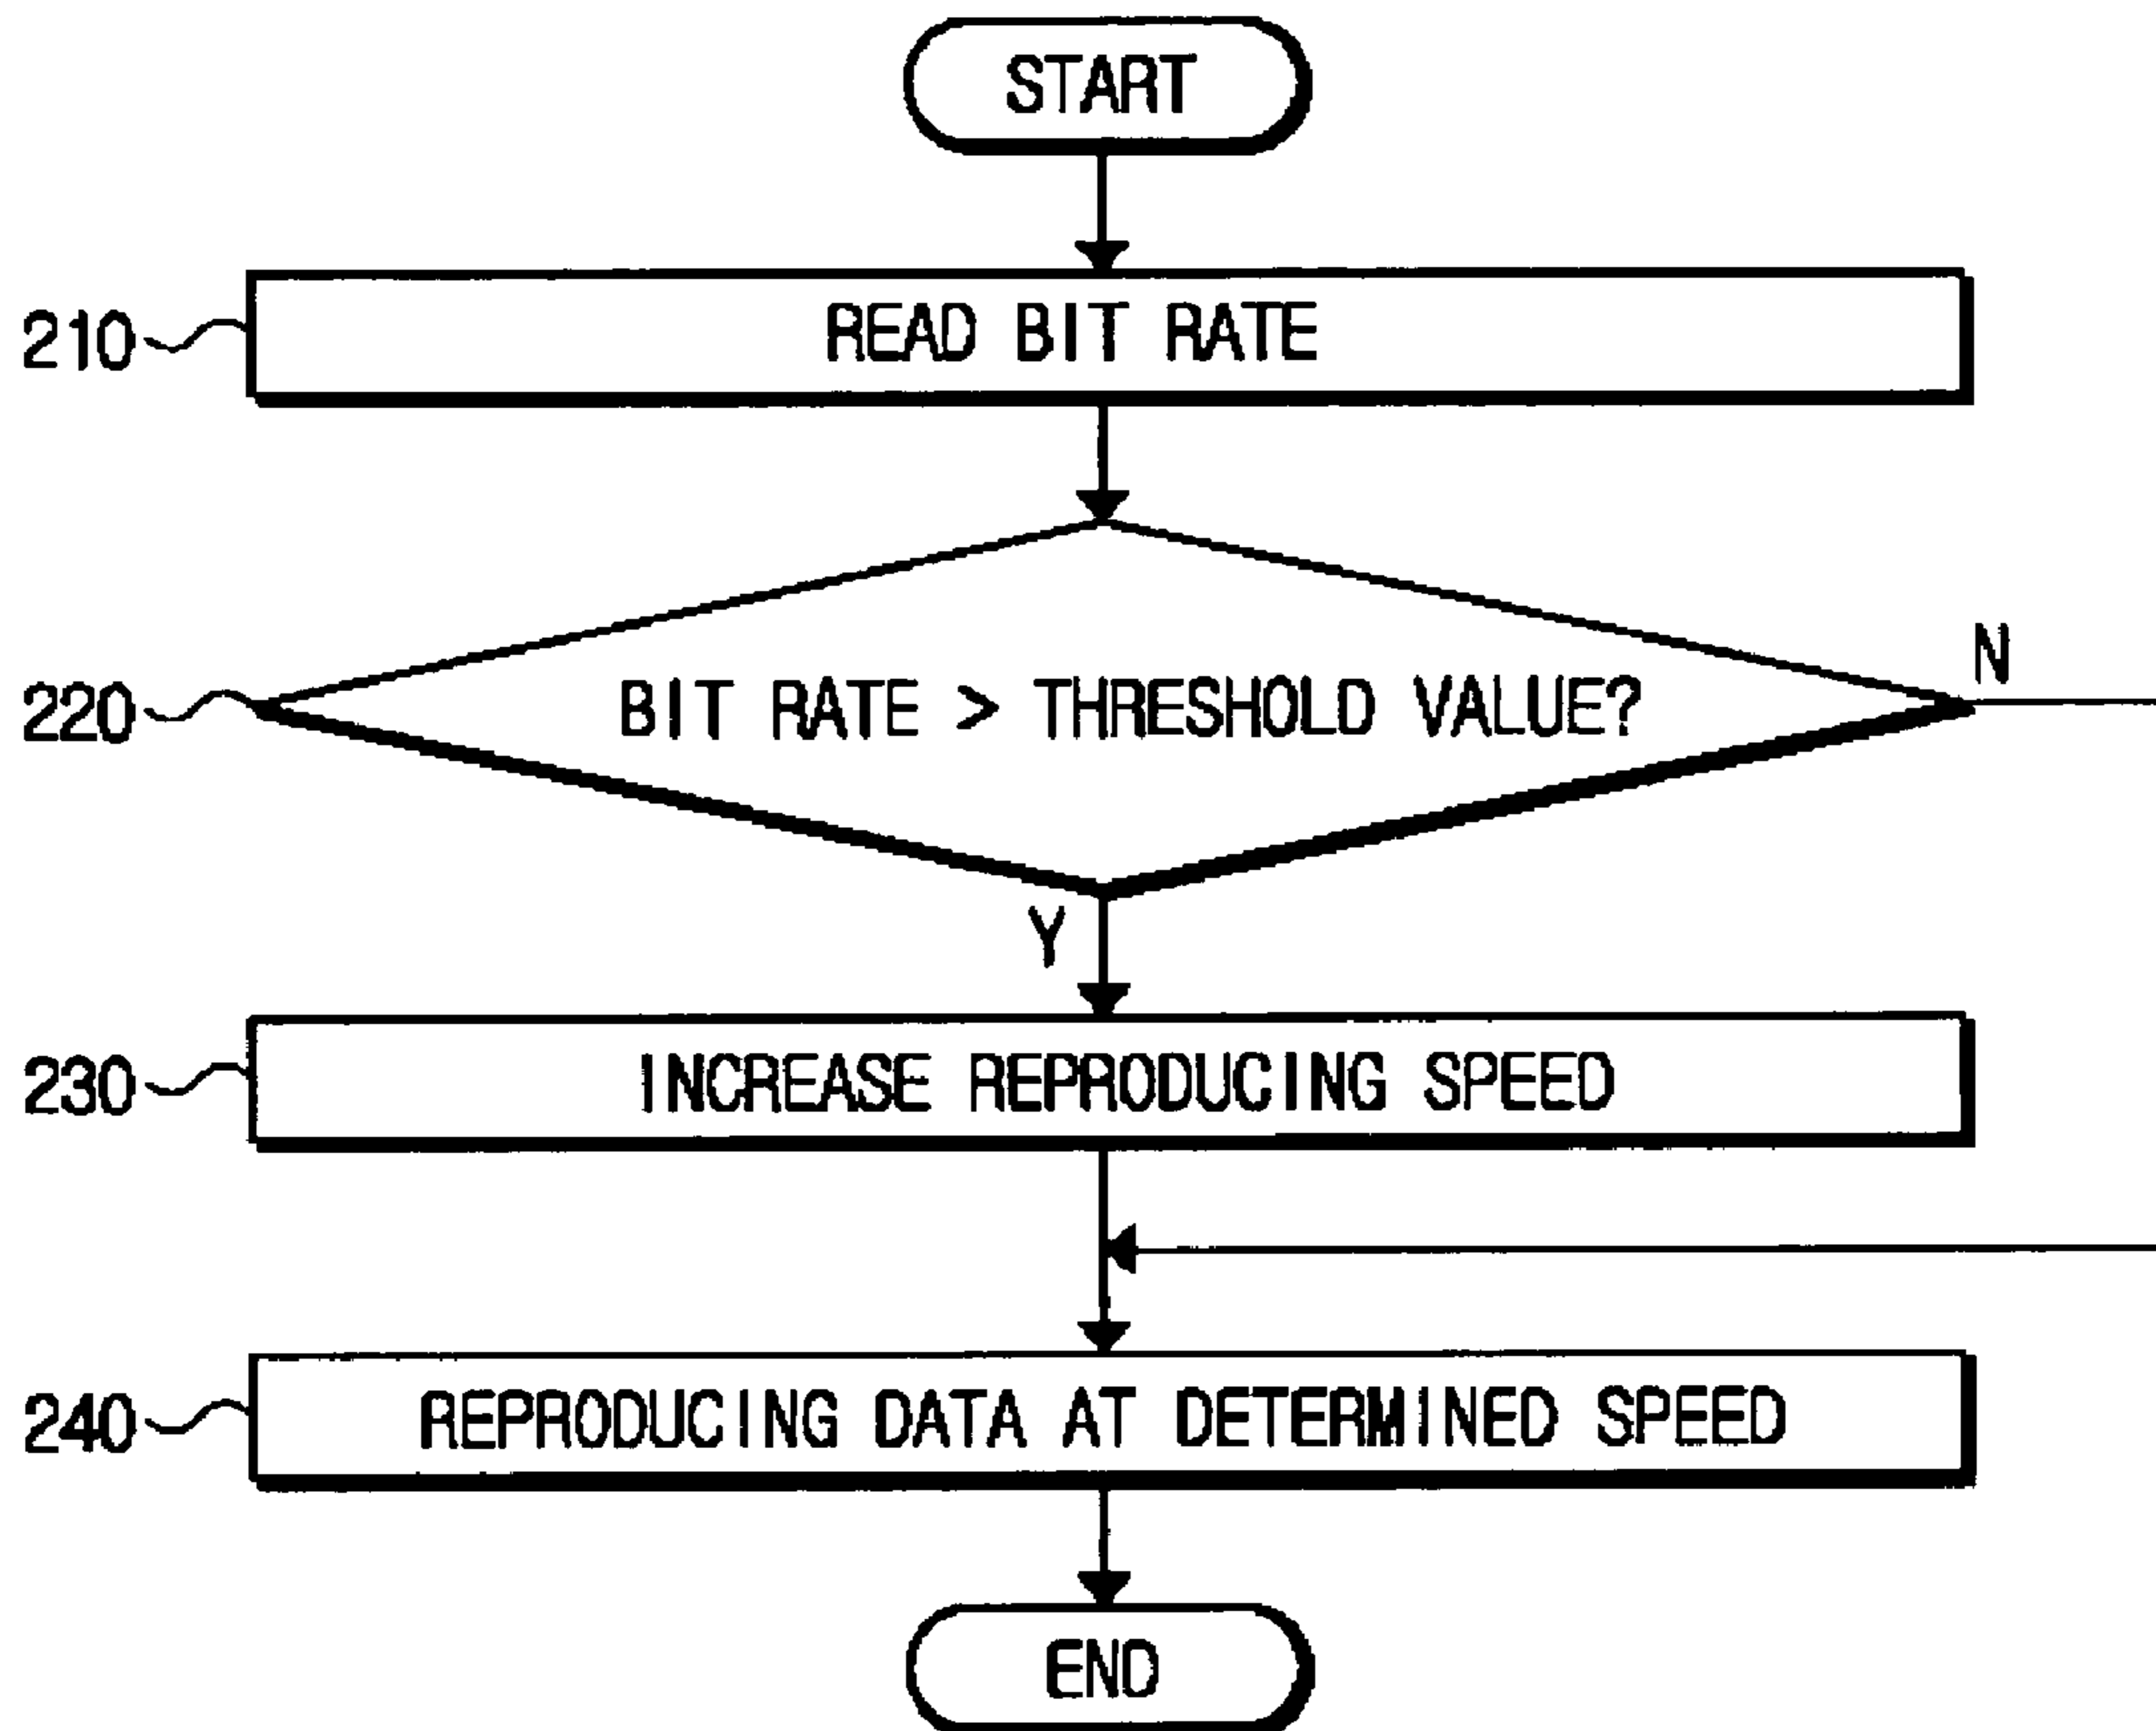 START
210
READ BIT RATE
220
BIT RATE > THRESHOLD VALUE?
N
Y
230
INCREASE REPRODUCING SPEED
240
REPRODUCING DATA AT DETERMINED SPEED
END